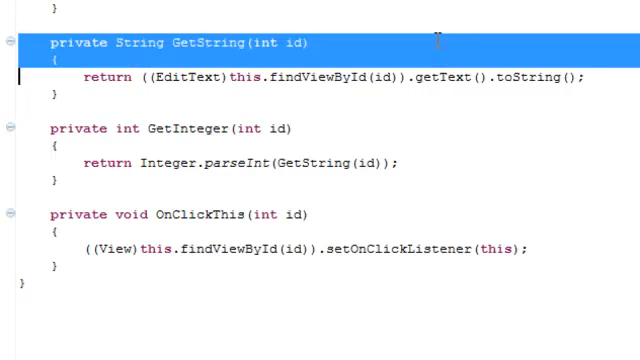 }
private String GetString(int id)
{
return ((EditText)this.findViewById(id)).getText().toString();
}
private int GetInteger(int id)
{
return Integer.parseInt(GetString(id));
}
private void OnClickThis(int id)
{
((View)this.findViewById(id)).setOnClickListener(this);
}
}